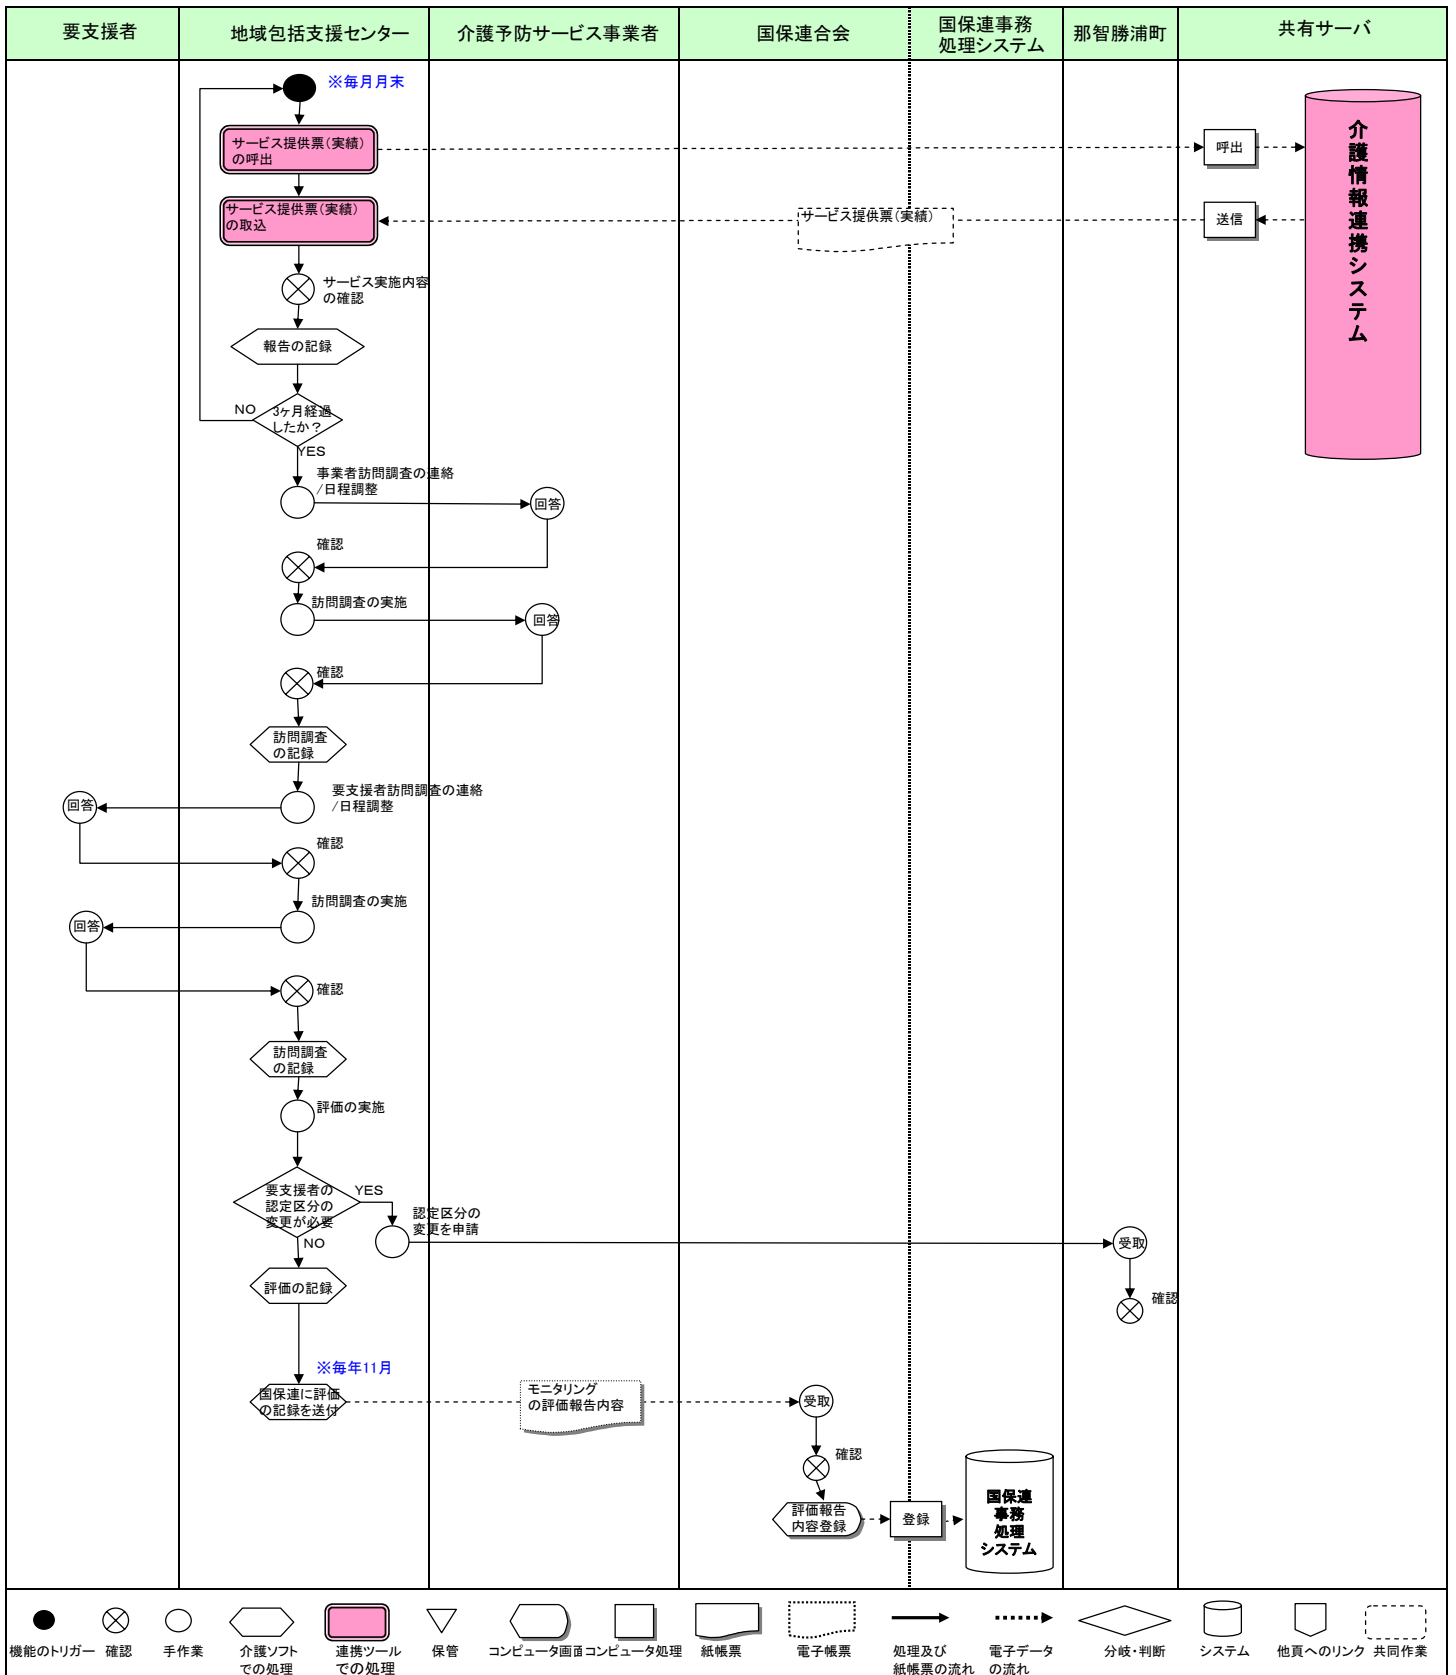 要支援者
地域包括支援センター
介護予防サービス事業者
国保連合会
国保連事務
処理システム
那智勝浦町
共有サーバ
※毎月月末
サービス提供票（実績）
の呼出
呼出
介護情報連携システム
サービス提供票（実績）
の取込
サービス提供票（実績）
送信
サービス実施内容
の確認
報告の記録
NO
3ヶ月経過
したか？
YES
事業者訪問調査の連絡
/日程調整
回答
確認
訪問調査の実施
回答
確認
訪問調査
の記録
要支援者訪問調査の連絡
/日程調整
回答
確認
訪問調査の実施
回答
確認
訪問調査
の記録
評価の実施
要支援者の
認定区分の
変更が必要
YES
認定区分の
変更を申請
受取
NO
確認
評価の記録
※毎年11月
国保連に評価
の記録を送付
モニタリング
の評価報告内容
受取
確認
評価報告
内容登録
登録
国保連
事務
処理
システム
機能のトリガー
確認
手作業
介護ソフト
での処理
連携ツール
での処理
保管
コンピュータ画面
コンピュータ処理
紙帳票
電子帳票
処理及び
紙帳票の流れ
電子データ
の流れ
分岐・判断
システム
他頁へのリンク
共同作業